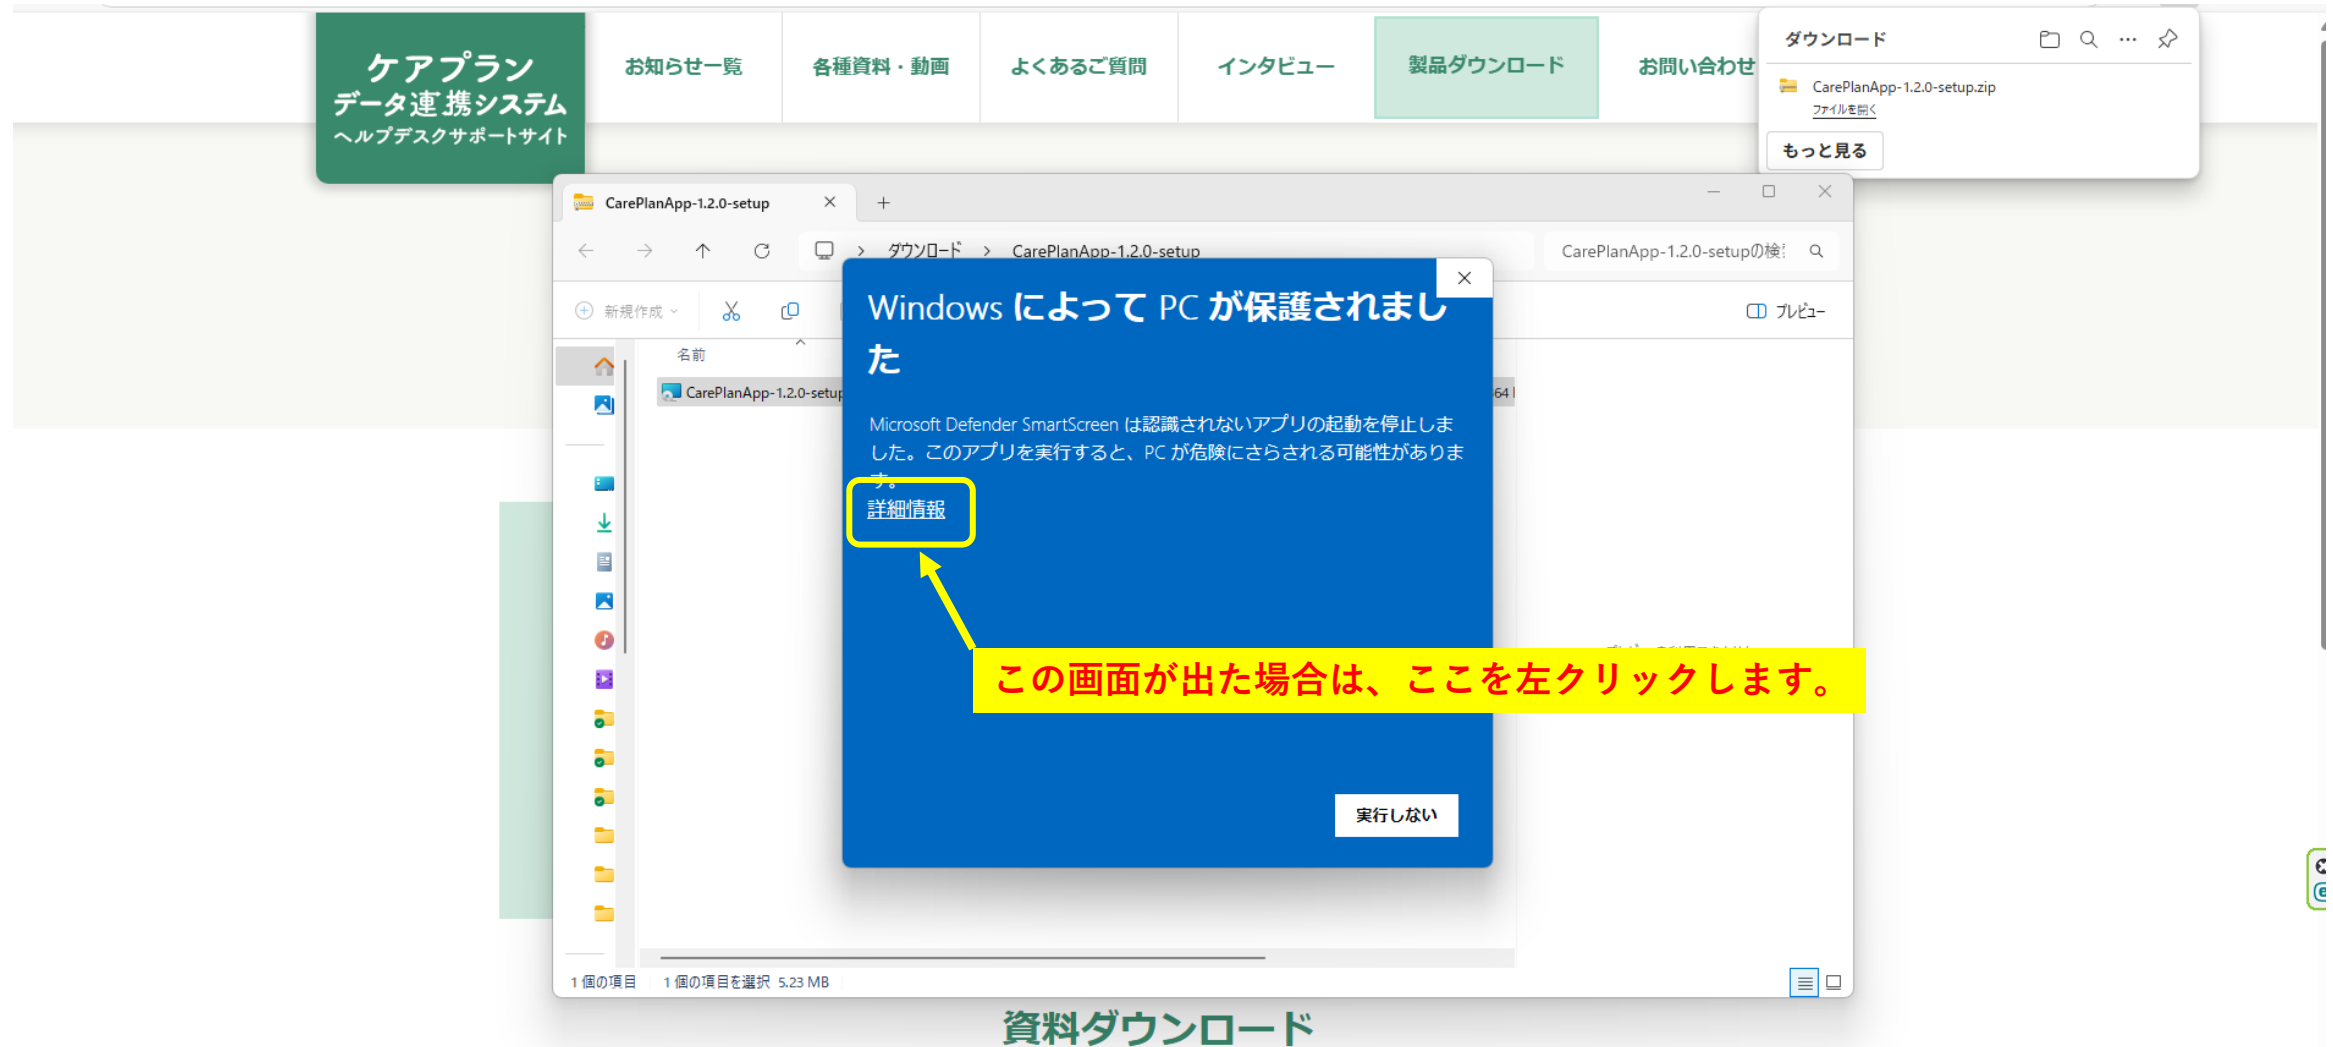 ケアプラン
データ連携システム
ヘルプデスクサポートサイト
お知らせ一覧
各種資料・動画
よくあるご質問
インタビュー
製品ダウンロード
お問い合わせ
ダウンロード
CarePlanApp-1.2.0-setup.zip
ファイルを開く
もっと見る
CarePlanApp-1.2.0-setup
ダウンロード > CarePlanApp-1.2.0-setup
CarePlanApp-1.2.0-setupの検
新規作成
プレビュー
名前
CarePlanApp-1.2.0-setup
64
Windows によって PC が保護されまし
た
Microsoft Defender SmartScreen は認識されないアプリの起動を停止しま
した。このアプリを実行すると、PC が危険にさらされる可能性がありま
す。
詳細情報
この画面が出た場合は、ここを左クリックします。
実行しない
1 個の項目
1 個の項目を選択 5.23 MB
資料ダウンロード